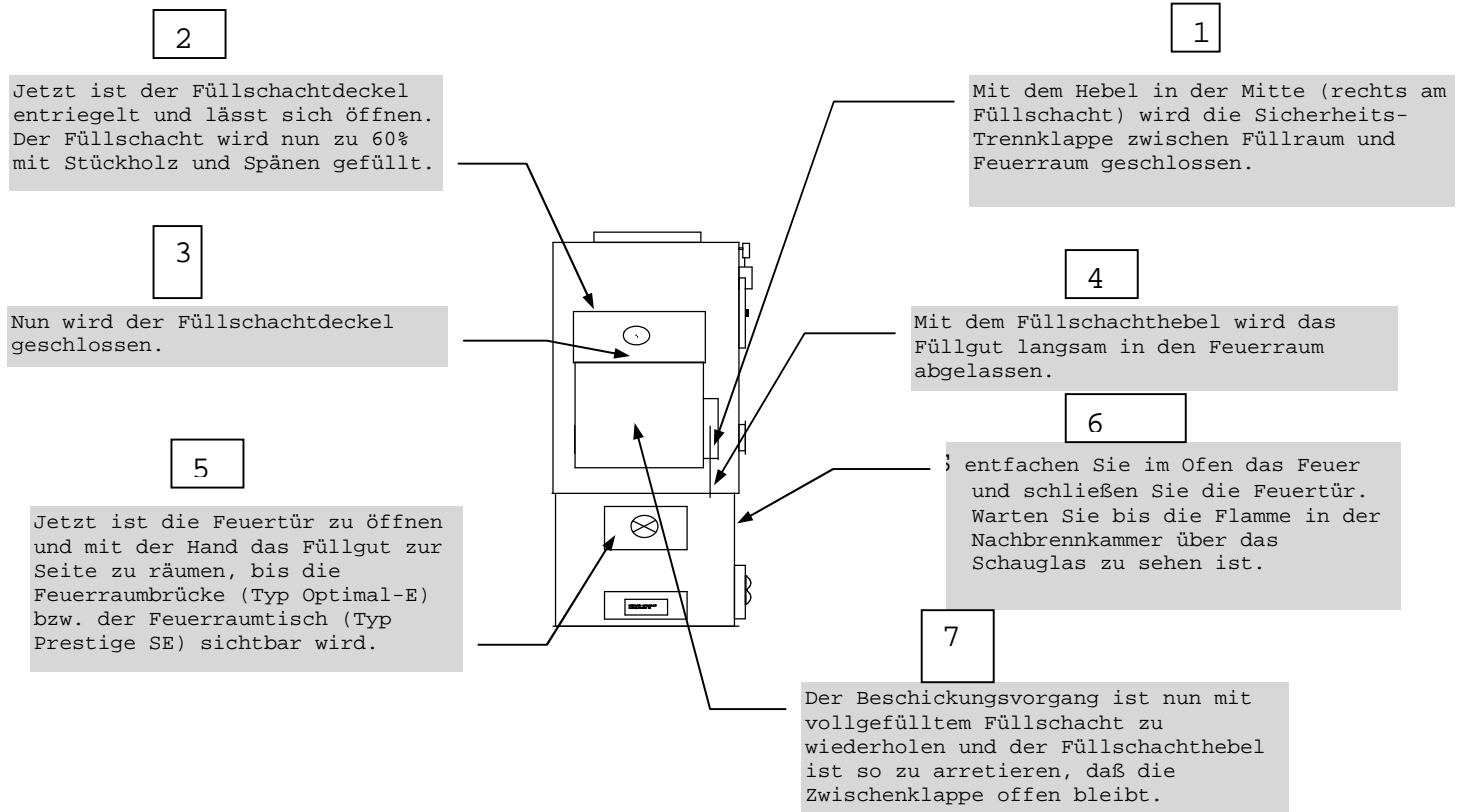 2
Jetzt ist der Füllschachtdeckel
entriegelt und lässt sich öffnen.
Der Füllschacht wird nun zu 60%
mit Stückholz und Spänen gefüllt.
1
Mit dem Hebel in der Mitte (rechts am
Füllschacht) wird die Sicherheits-
Trennklappe zwischen Füllraum und
Feuerraum geschlossen.
3
Nun wird der Füllschachtdeckel
geschlossen.
4
Mit dem Füllschachthebel wird das
Füllgut langsam in den Feuerraum
abgelassen.
5
Jetzt ist die Feuertür zu öffnen
und mit der Hand das Füllgut zur
Seite zu räumen, bis die
Feuerraumbrücke (Typ Optimal-E)
bzw. der Feuerraumtisch (Typ
Prestige SE) sichtbar wird.
6
entfachen Sie im Ofen das Feuer
und schließen Sie die Feuertür.
Warten Sie bis die Flamme in der
Nachbrennkammer über das
Schauglas zu sehen ist.
7
Der Beschickungsvorgang ist nun mit
vollgefülltem Füllschacht zu
wiederholen und der Füllschachthebel
ist so zu arretieren, daß die
Zwischenklappe offen bleibt.